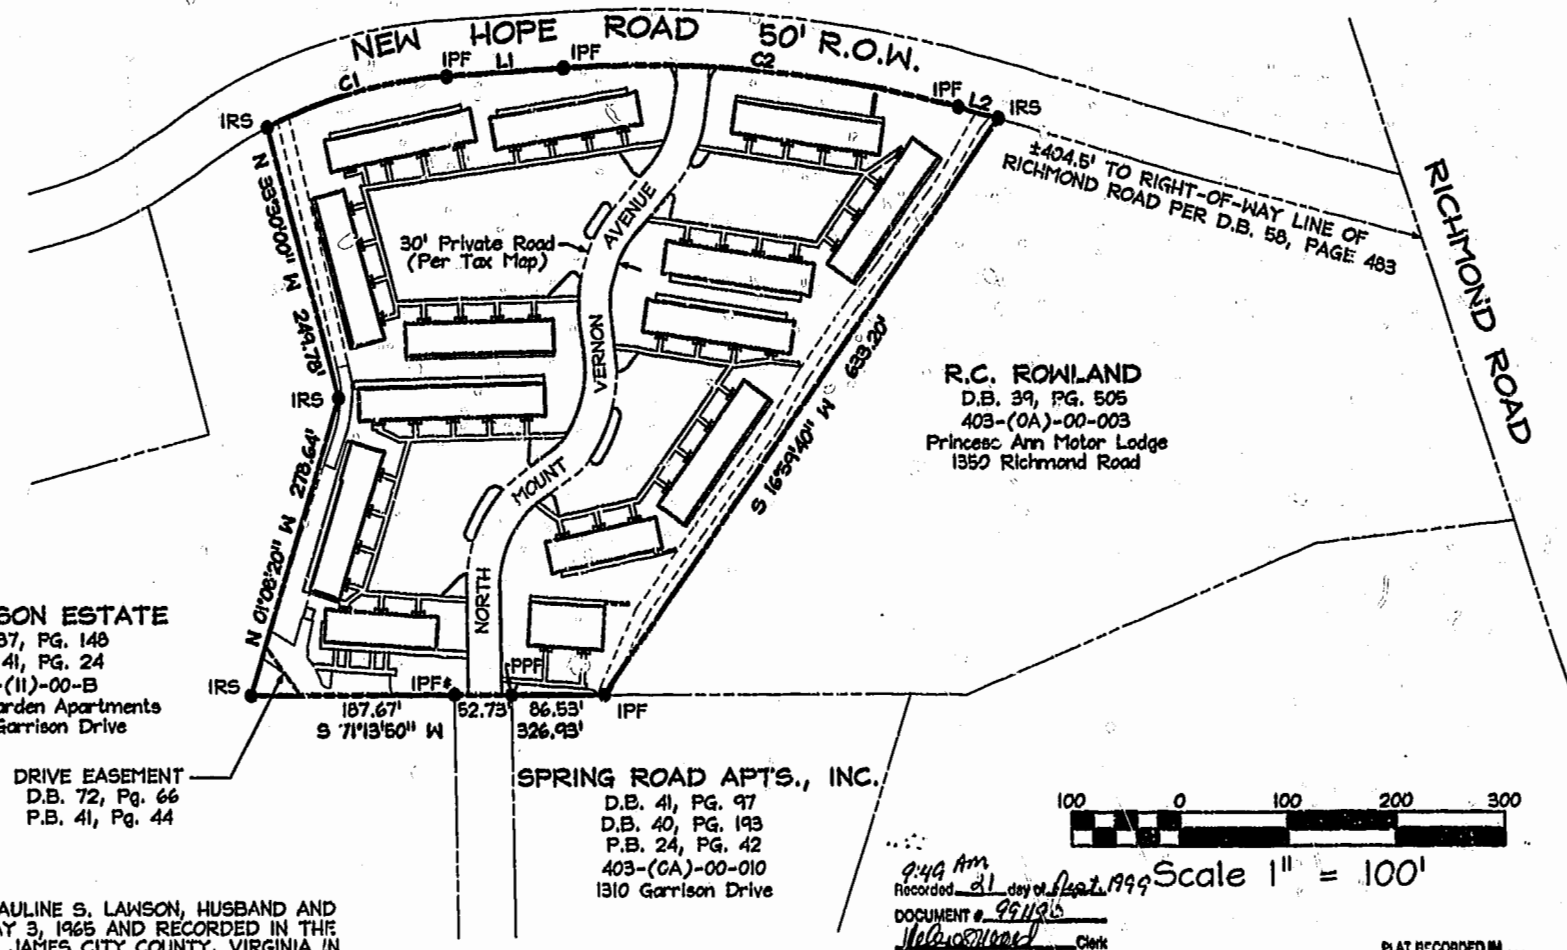 NEW HOPE ROAD 50' R.O.W.
C1
IPF
L1
IPF
C2
IPF
L2
IRS
IRS
±404.5' TO RIGHT-OF-WAY LINE OF
RICHMOND ROAD PER D.B. 58, PAGE 483
RICHMOND ROAD
N 33°30'00" W 249.78'
30' Private Road
(Per Tax Map)
NORTH MOUNT VERNON AVENUE
S 16°59'40" W 633.20'
R.C. ROWLAND
D.B. 39, PG. 505
403-(0A)-00-003
Princess Ann Motor Lodge
1350 Richmond Road
IRS
N 01°08'20" W 278.64'
SON ESTATE
37, PG. 148
41, PG. 24
-(11)-00-B
arden Apartments
Garrison Drive
IRS
IPF
PPF
IPF
187.67' 52.73' 86.53'
S 71°13'50" W 326.93'
DRIVE EASEMENT
D.B. 72, Pg. 66
P.B. 41, Pg. 44
SPRING ROAD APTS., INC.
D.B. 41, PG. 97
D.B. 40, PG. 193
P.B. 24, PG. 42
403-(0A)-00-010
1310 Garrison Drive
100 0 100 200 300
Scale 1" = 100'
9:49 AM
Recorded 21 day of Sept. 1999
DOCUMENT #
Clerk
PLAT RECORDED IN
AULINE S. LAWSON, HUSBAND AND
AY 3, 1965 AND RECORDED IN THE
JAMES CITY COUNTY, VIRGINIA IN